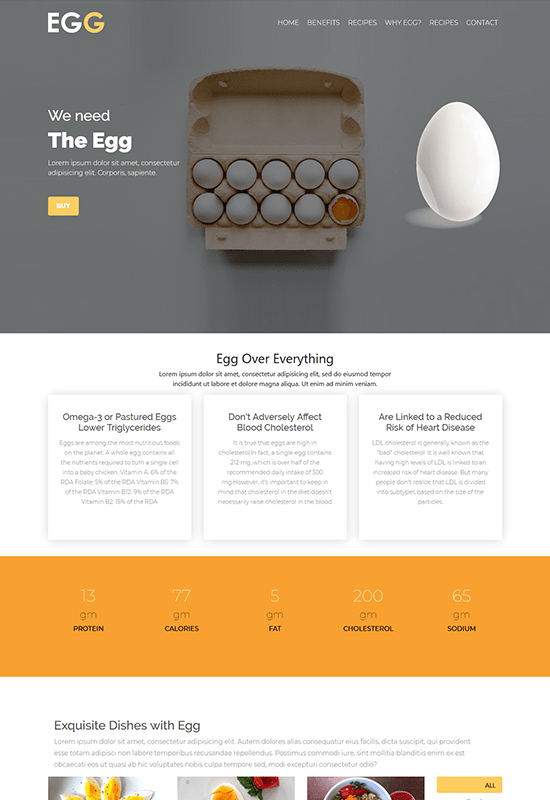 EGG
HOME BENEFITS RECIPES WHY EGG? RECIPES CONTACT
We need
The Egg
Lorem ipsum dolor sit amet, consectetur
adipisicing elit. Corporis, sapiente.
BUY
Egg Over Everything
Lorem ipsum dolor sit amet, consectetur adipisicing elit, sed do eiusmod tempor
incididunt ut labore et dolore magna aliqua. Ut enim ad minim veniam.
Omega-3 or Pastured Eggs
Lower Triglycerides
Eggs are among the most nutritious foods
on the planet. A whole egg contains all
the nutrients required to turn a single cell
into a baby chicken. Vitamin A: 6% of the
RDA Folate: 5% of the RDA Vitamin B5: 7%
of the RDA Vitamin B12: 9% of the RDA
Vitamin B2: 15% of the RDA
Don't Adversely Affect
Blood Cholesterol
It is true that eggs are high in
cholesterol.In fact, a single egg contains
212 mg, which is over half of the
recommended daily intake of 300
mg.However, it's important to keep in
mind that cholesterol in the diet doesn't
necessarily raise cholesterol in the blood
Are Linked to a Reduced
Risk of Heart Disease
LDL cholesterol is generally known as the
"bad" cholesterol. It is well known that
having high levels of LDL is linked to an
increased risk of heart disease. But many
people don't realize that LDL is divided
into subtypes based on the size of the
particles.
13 77 5 200 65
gm gm gm gm gm
PROTEIN CALORIES FAT CHOLESTEROL SODIUM
Exquisite Dishes with Egg
Lorem ipsum dolor sit amet, consectetur adipisicing elit. Autem dolores alias consequatur eius facilis, dicta suscipit, qui provident
esse totam adipisci non labore temporibus recusandae repellendus. Possimus commodi iure, sint mollitia blanditiis enim ex est
obcaecati quam quos ab hic voluptates nobis culpa tempore sed, modi excepturi consectetur odio?
ALL